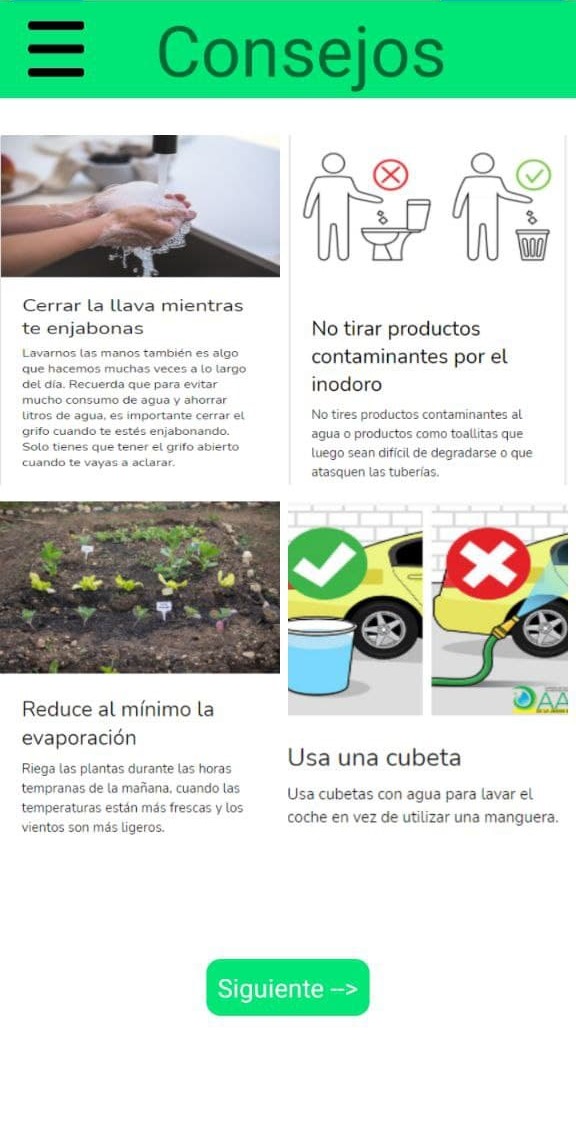 Consejos
Cerrar la llave mientras
te enjabonas
Lavarnos las manos también es algo
que hacemos muchas veces a lo largo
del día. Recuerda que para evitar
mucho consumo de agua y ahorrar
litros de agua, es importante cerrar el
grifo cuando te estés enjabonando.
Solo tienes que tener el grifo abierto
cuando te vayas a aclarar.
No tirar productos
contaminantes por el
inodoro
No tires productos contaminantes al
agua o productos como toallitas que
luego sean difícil de degradarse o que
atasquen las tuberías.
Reduce al mínimo la
evaporación
Riega las plantas durante las horas
tempranas de la mañana, cuando las
temperaturas están más frescas y los
vientos son más ligeros.
AA
Usa una cubeta
Usa cubetas con agua para lavar el
coche en vez de utilizar una manguera.
Siguiente -->